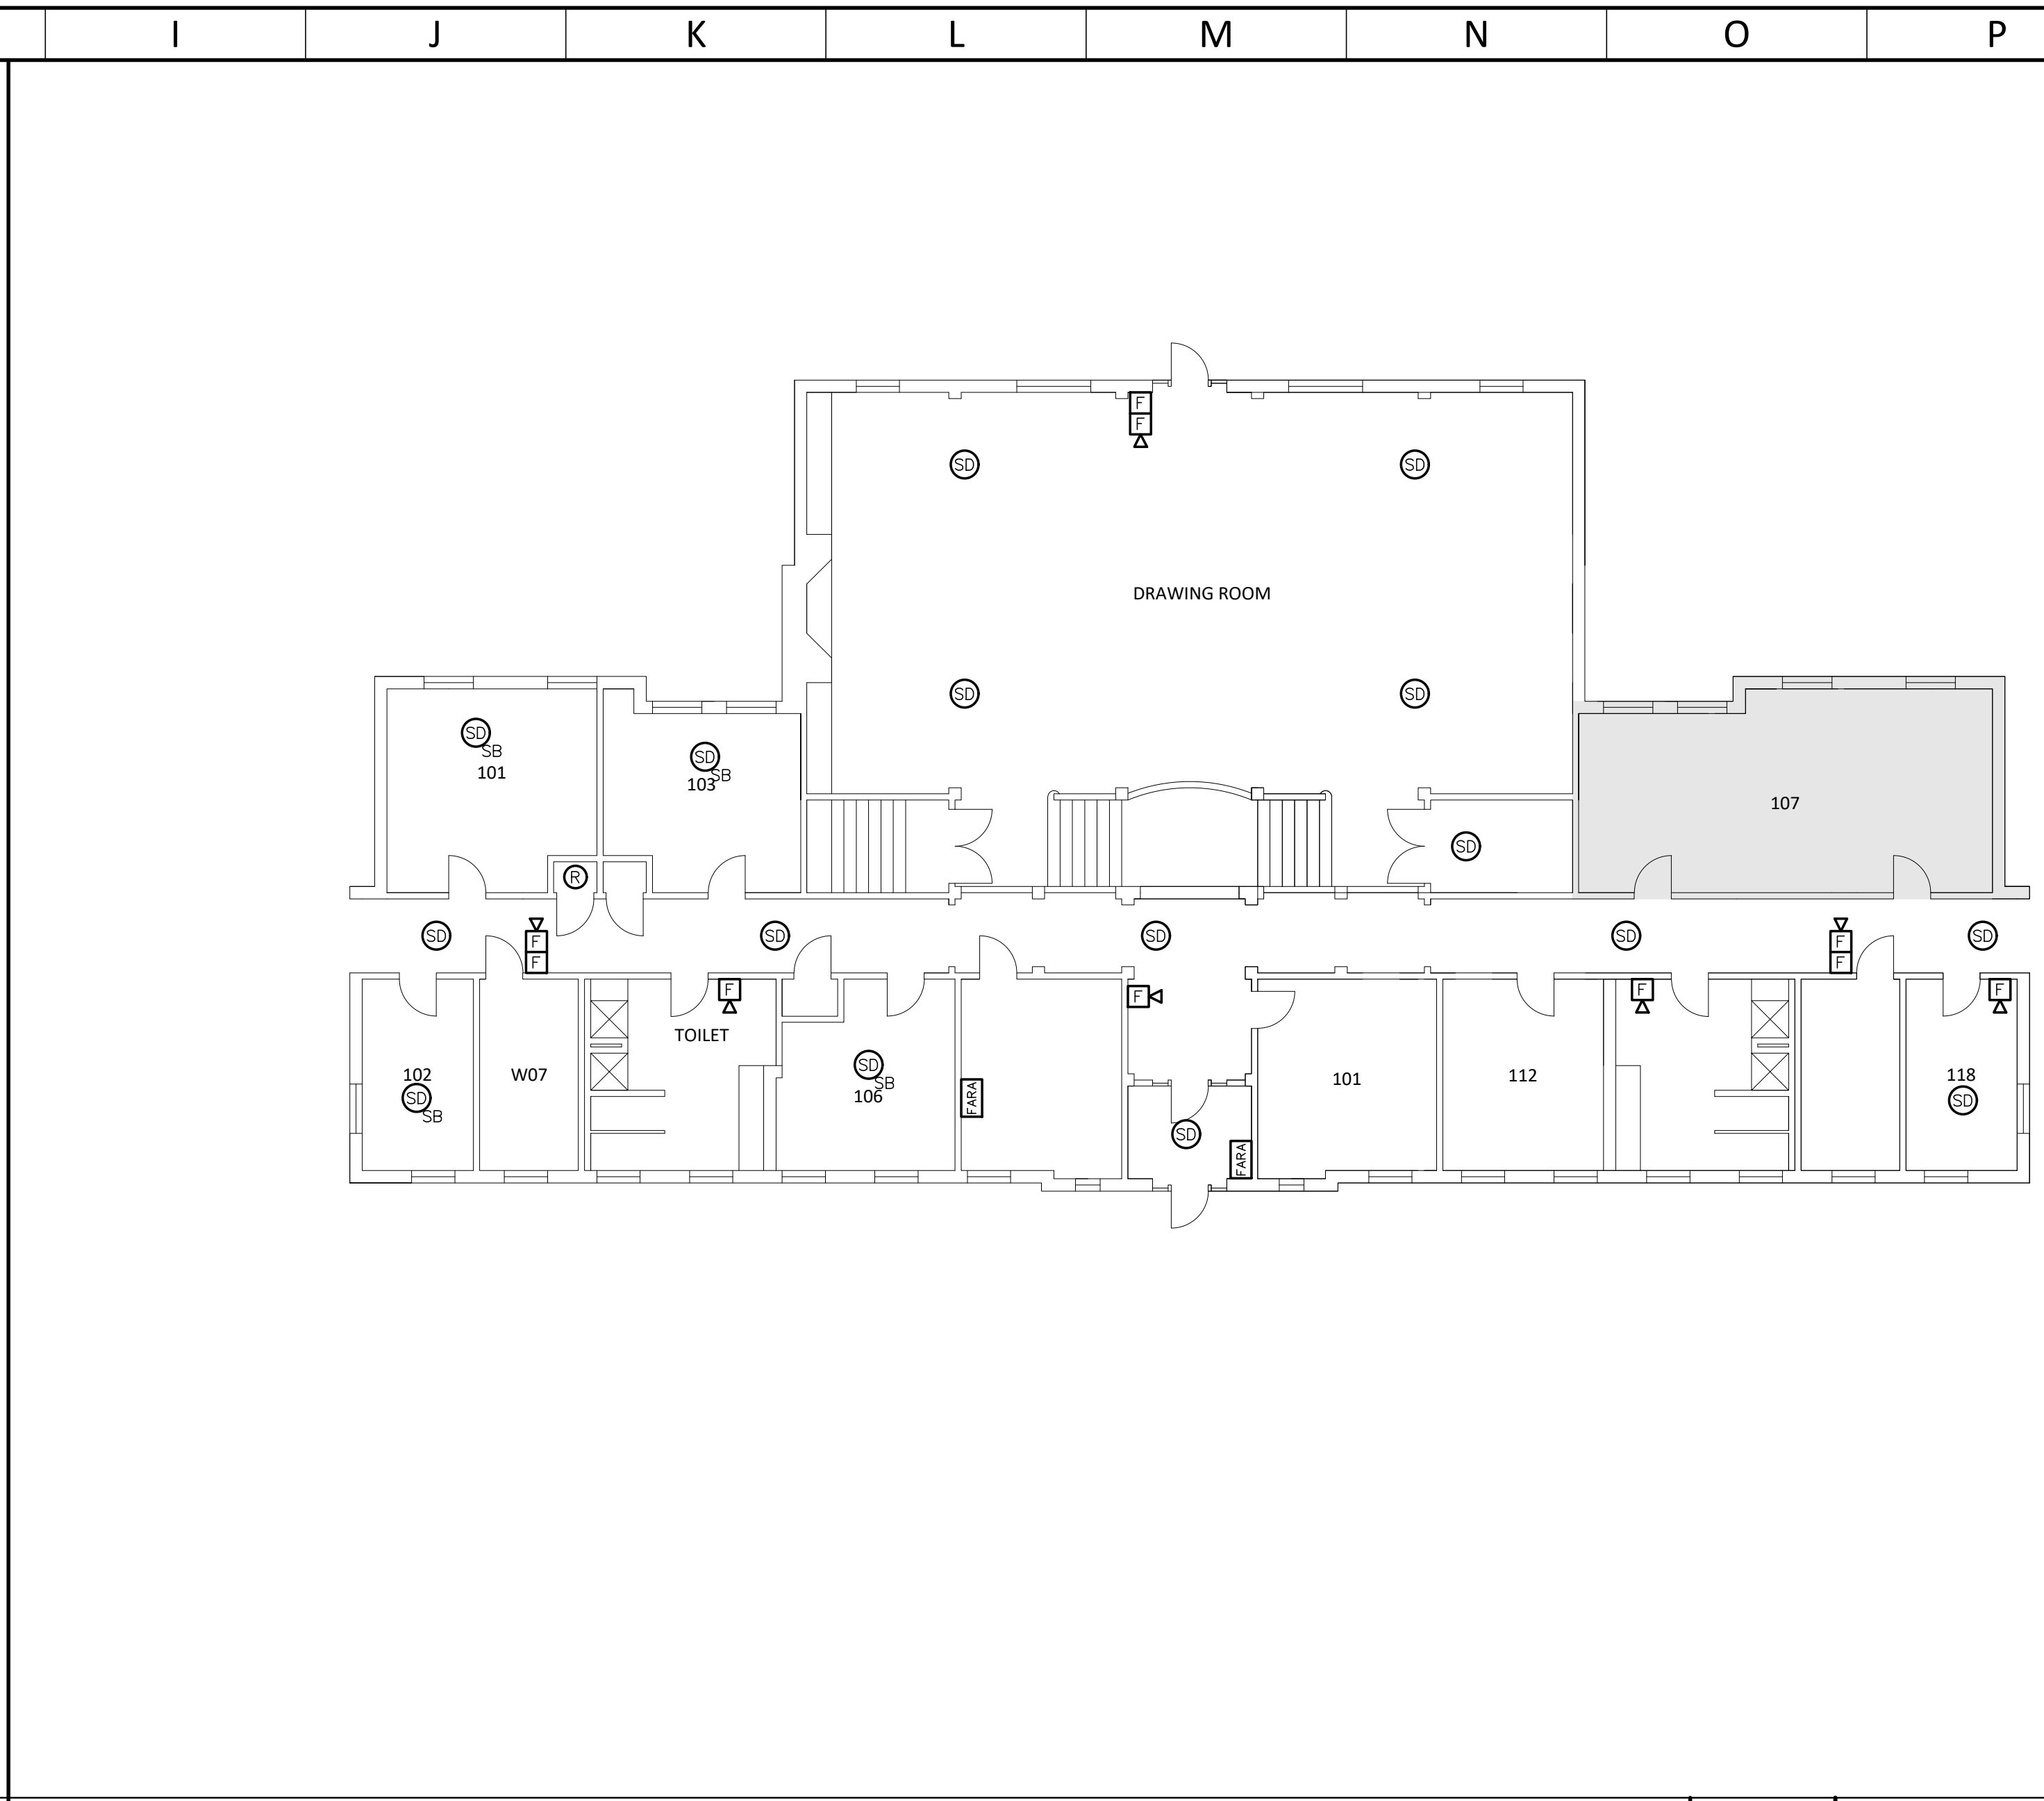 I J K L M N O P
F
F
SD SD
DRAWING ROOM
SD SD
SD
SB
101
SD
SB
103
107
SD
R
SD
F
F
SD
SD
SD
F
F
SD
F
F
F
F
TOILET
102
SD
SB
W07
SD
SB
106
FARA
SD
FARA
101
112
118
SD